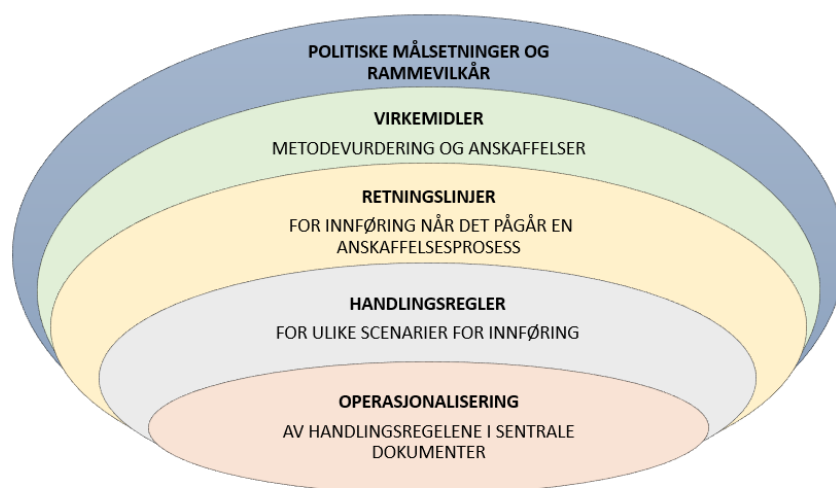 POLITISKE MÅLSETNINGER OG
RAMMEVILKÅR
VIRKEMIDLER
METODEVURDERING OG ANSKAFFELSER
RETNINGSLINJER
FOR INNFØRING NÅR DET PÅGÅR EN
ANSKAFFELSESPROSESS
HANDLINGSREGLER
FOR ULIKE SCENARIER FOR INNFØRING
OPERASJONALISERING
AV HANDLINGSREGELENE I SENTRALE
DOKUMENTER